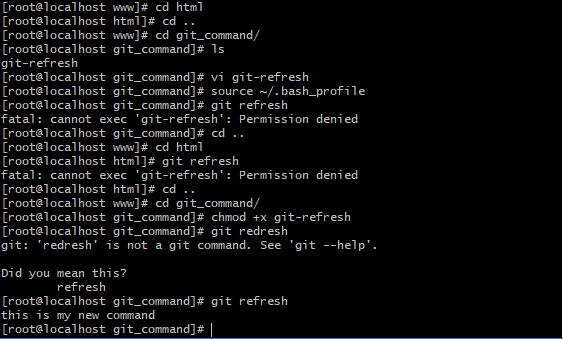 [root@localhost www]# cd html
[root@localhost html]# cd ..
[root@localhost www]# cd git_command/
[root@localhost git_command]# ls
git-refresh
[root@localhost git_command]# vi git-refresh
[root@localhost git_command]# source ~/.bash_profile
[root@localhost git_command]# git refresh
fatal: cannot exec 'git-refresh': Permission denied
[root@localhost git_command]# cd ..
[root@localhost www]# cd html
[root@localhost html]# git refresh
fatal: cannot exec 'git-refresh': Permission denied
[root@localhost html]# cd ..
[root@localhost www]# cd git_command/
[root@localhost git_command]# chmod +x git-refresh
[root@localhost git_command]# git redresh
git: 'redresh' is not a git command. See 'git --help'.
Did you mean this?
refresh
[root@localhost git_command]# git refresh
this is my new command
[root@localhost git_command]#